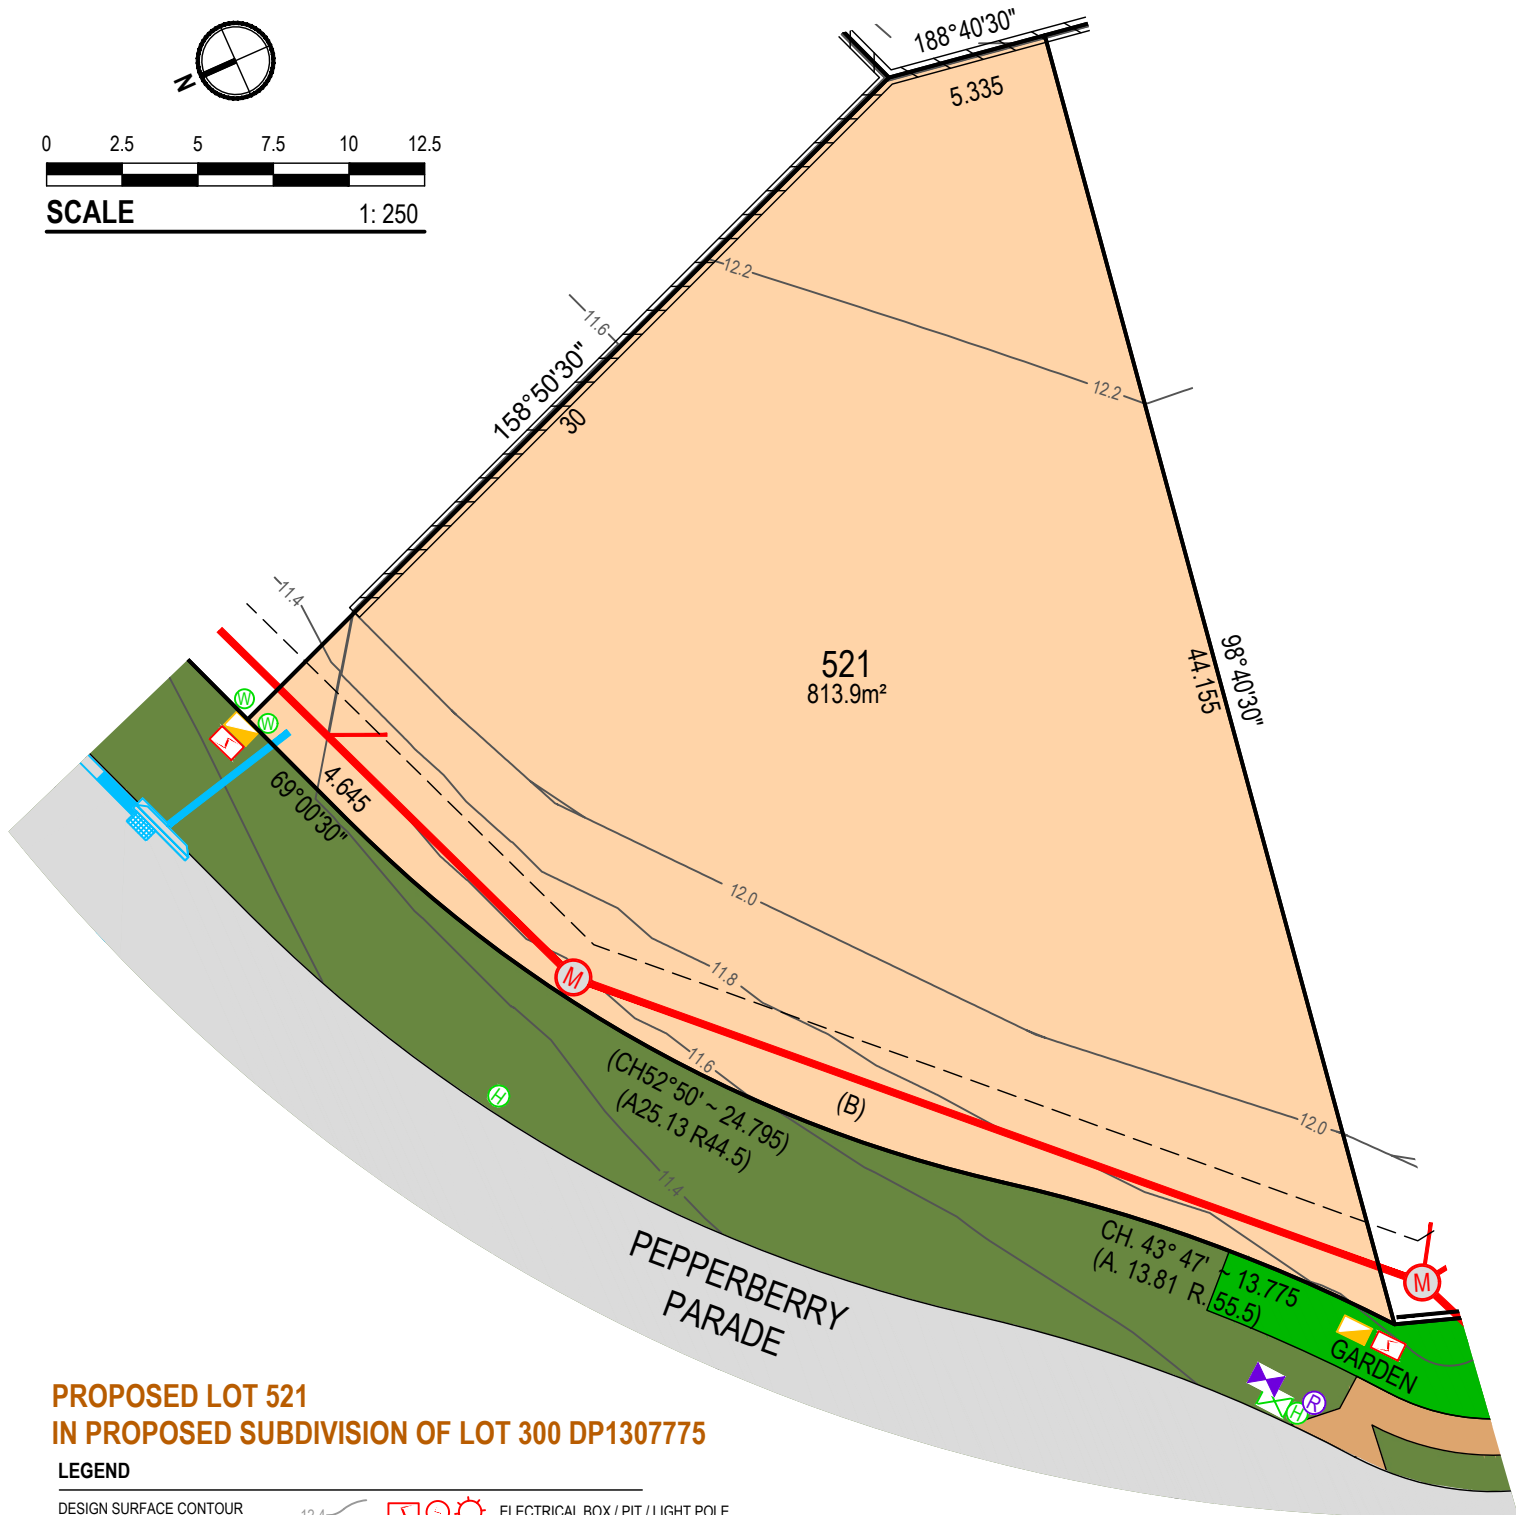 188°40'30"
5.335
N
0 2.5 5 7.5 10 12.5
SCALE 1: 250
12.2
11.6
12.2
158°50'30"
30
11.4
521
813.9m²
98°40'30"
44.155
W
W
4.645
69°00'30"
12.0
11.8
M
11.6
(CH52°50' ~ 24.795)
(A25.13 R44.5)
H
(B)
12.0
11.4
CH. 43° 47' ~ 13.775
(A. 13.81 R. 55.5)
M
PEPPERBERRY
PARADE
GARDEN
R
H
PROPOSED LOT 521
IN PROPOSED SUBDIVISION OF LOT 300 DP1307775
LEGEND
DESIGN SURFACE CONTOUR 12.4 ELECTRICAL BOX / PIT / LIGHT POLE